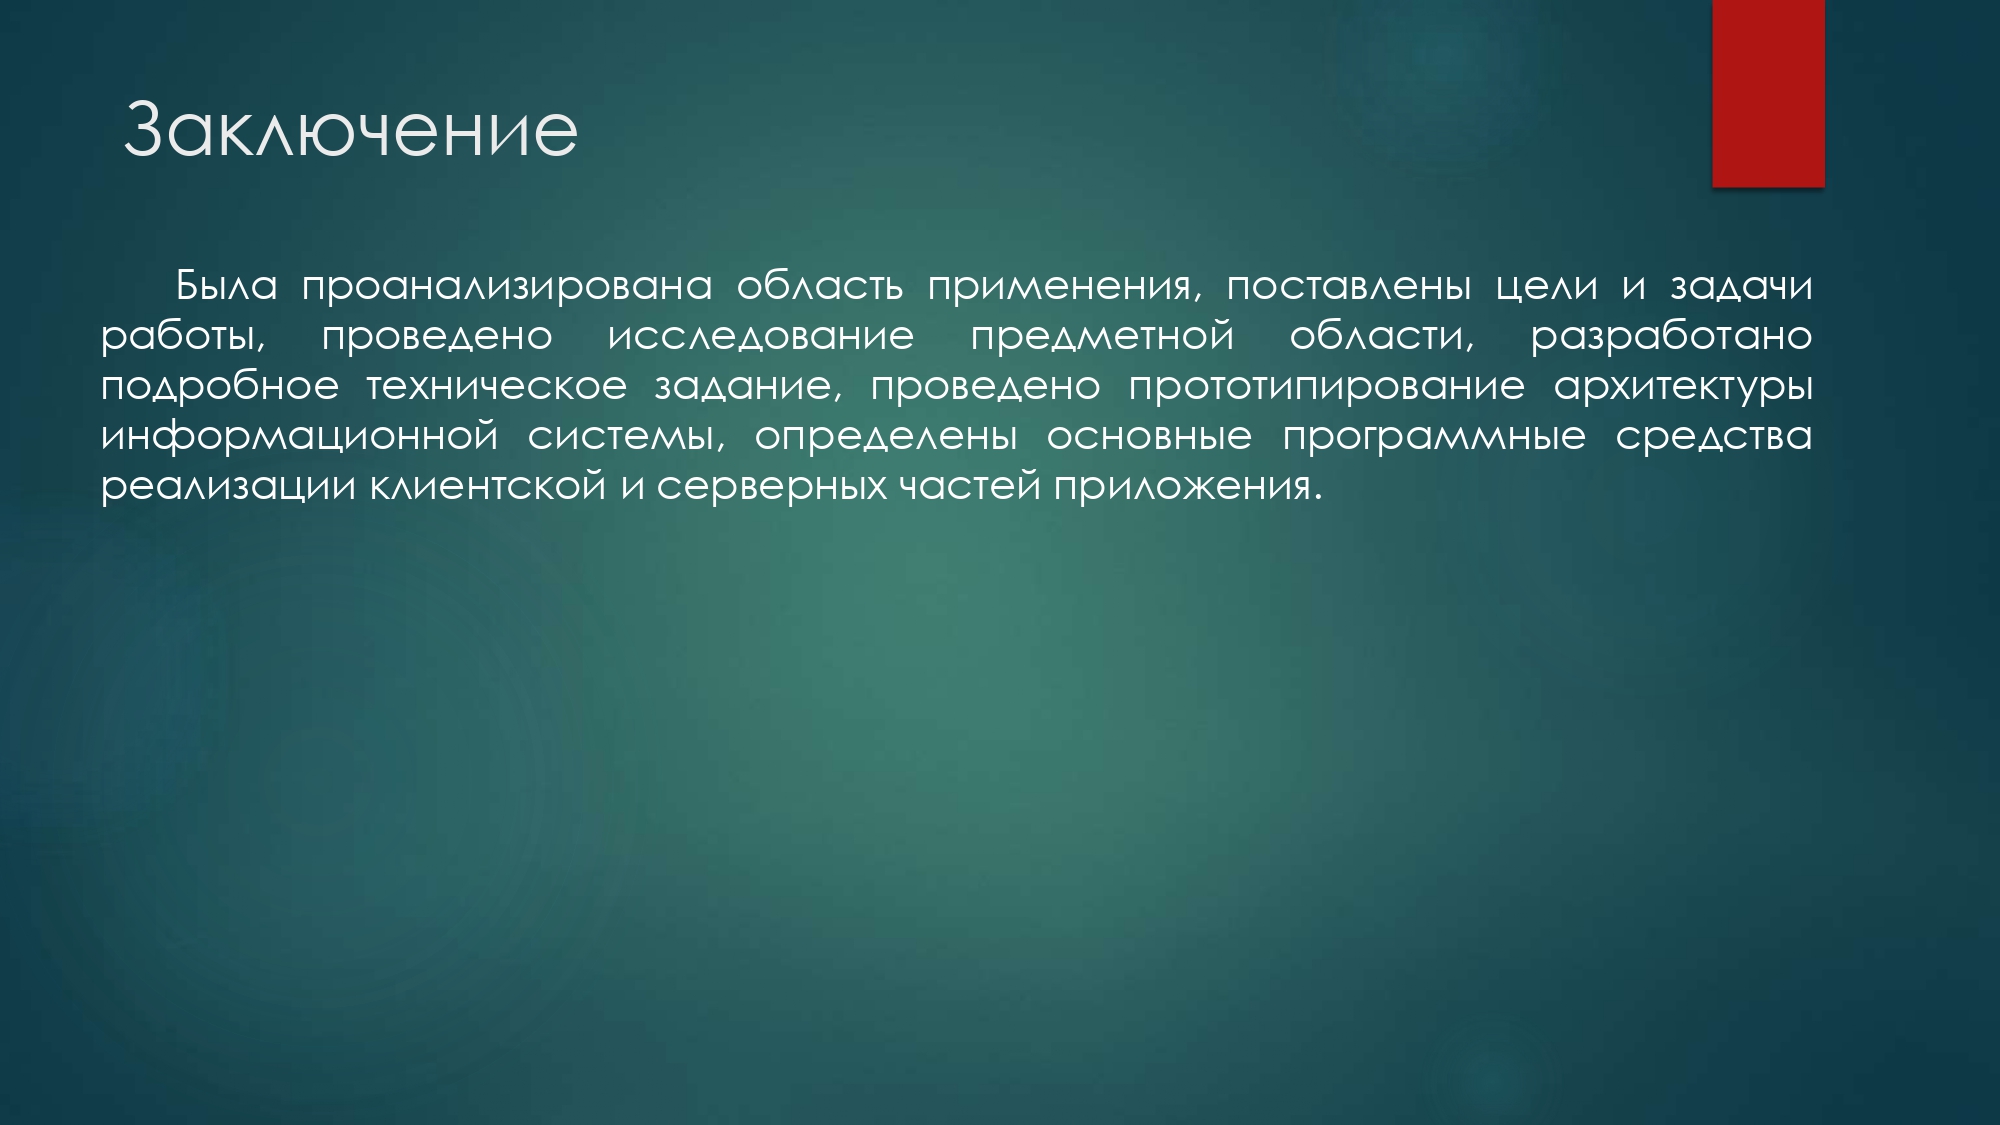 Заключение
Была проанализирована область применения, поставлены цели и задачи
работы, проведено исследование предметной области, разработано
подробное техническое задание, проведено прототипирование архитектуры
информационной системы, определены основные программные средства
реализации клиентской и серверных частей приложения.